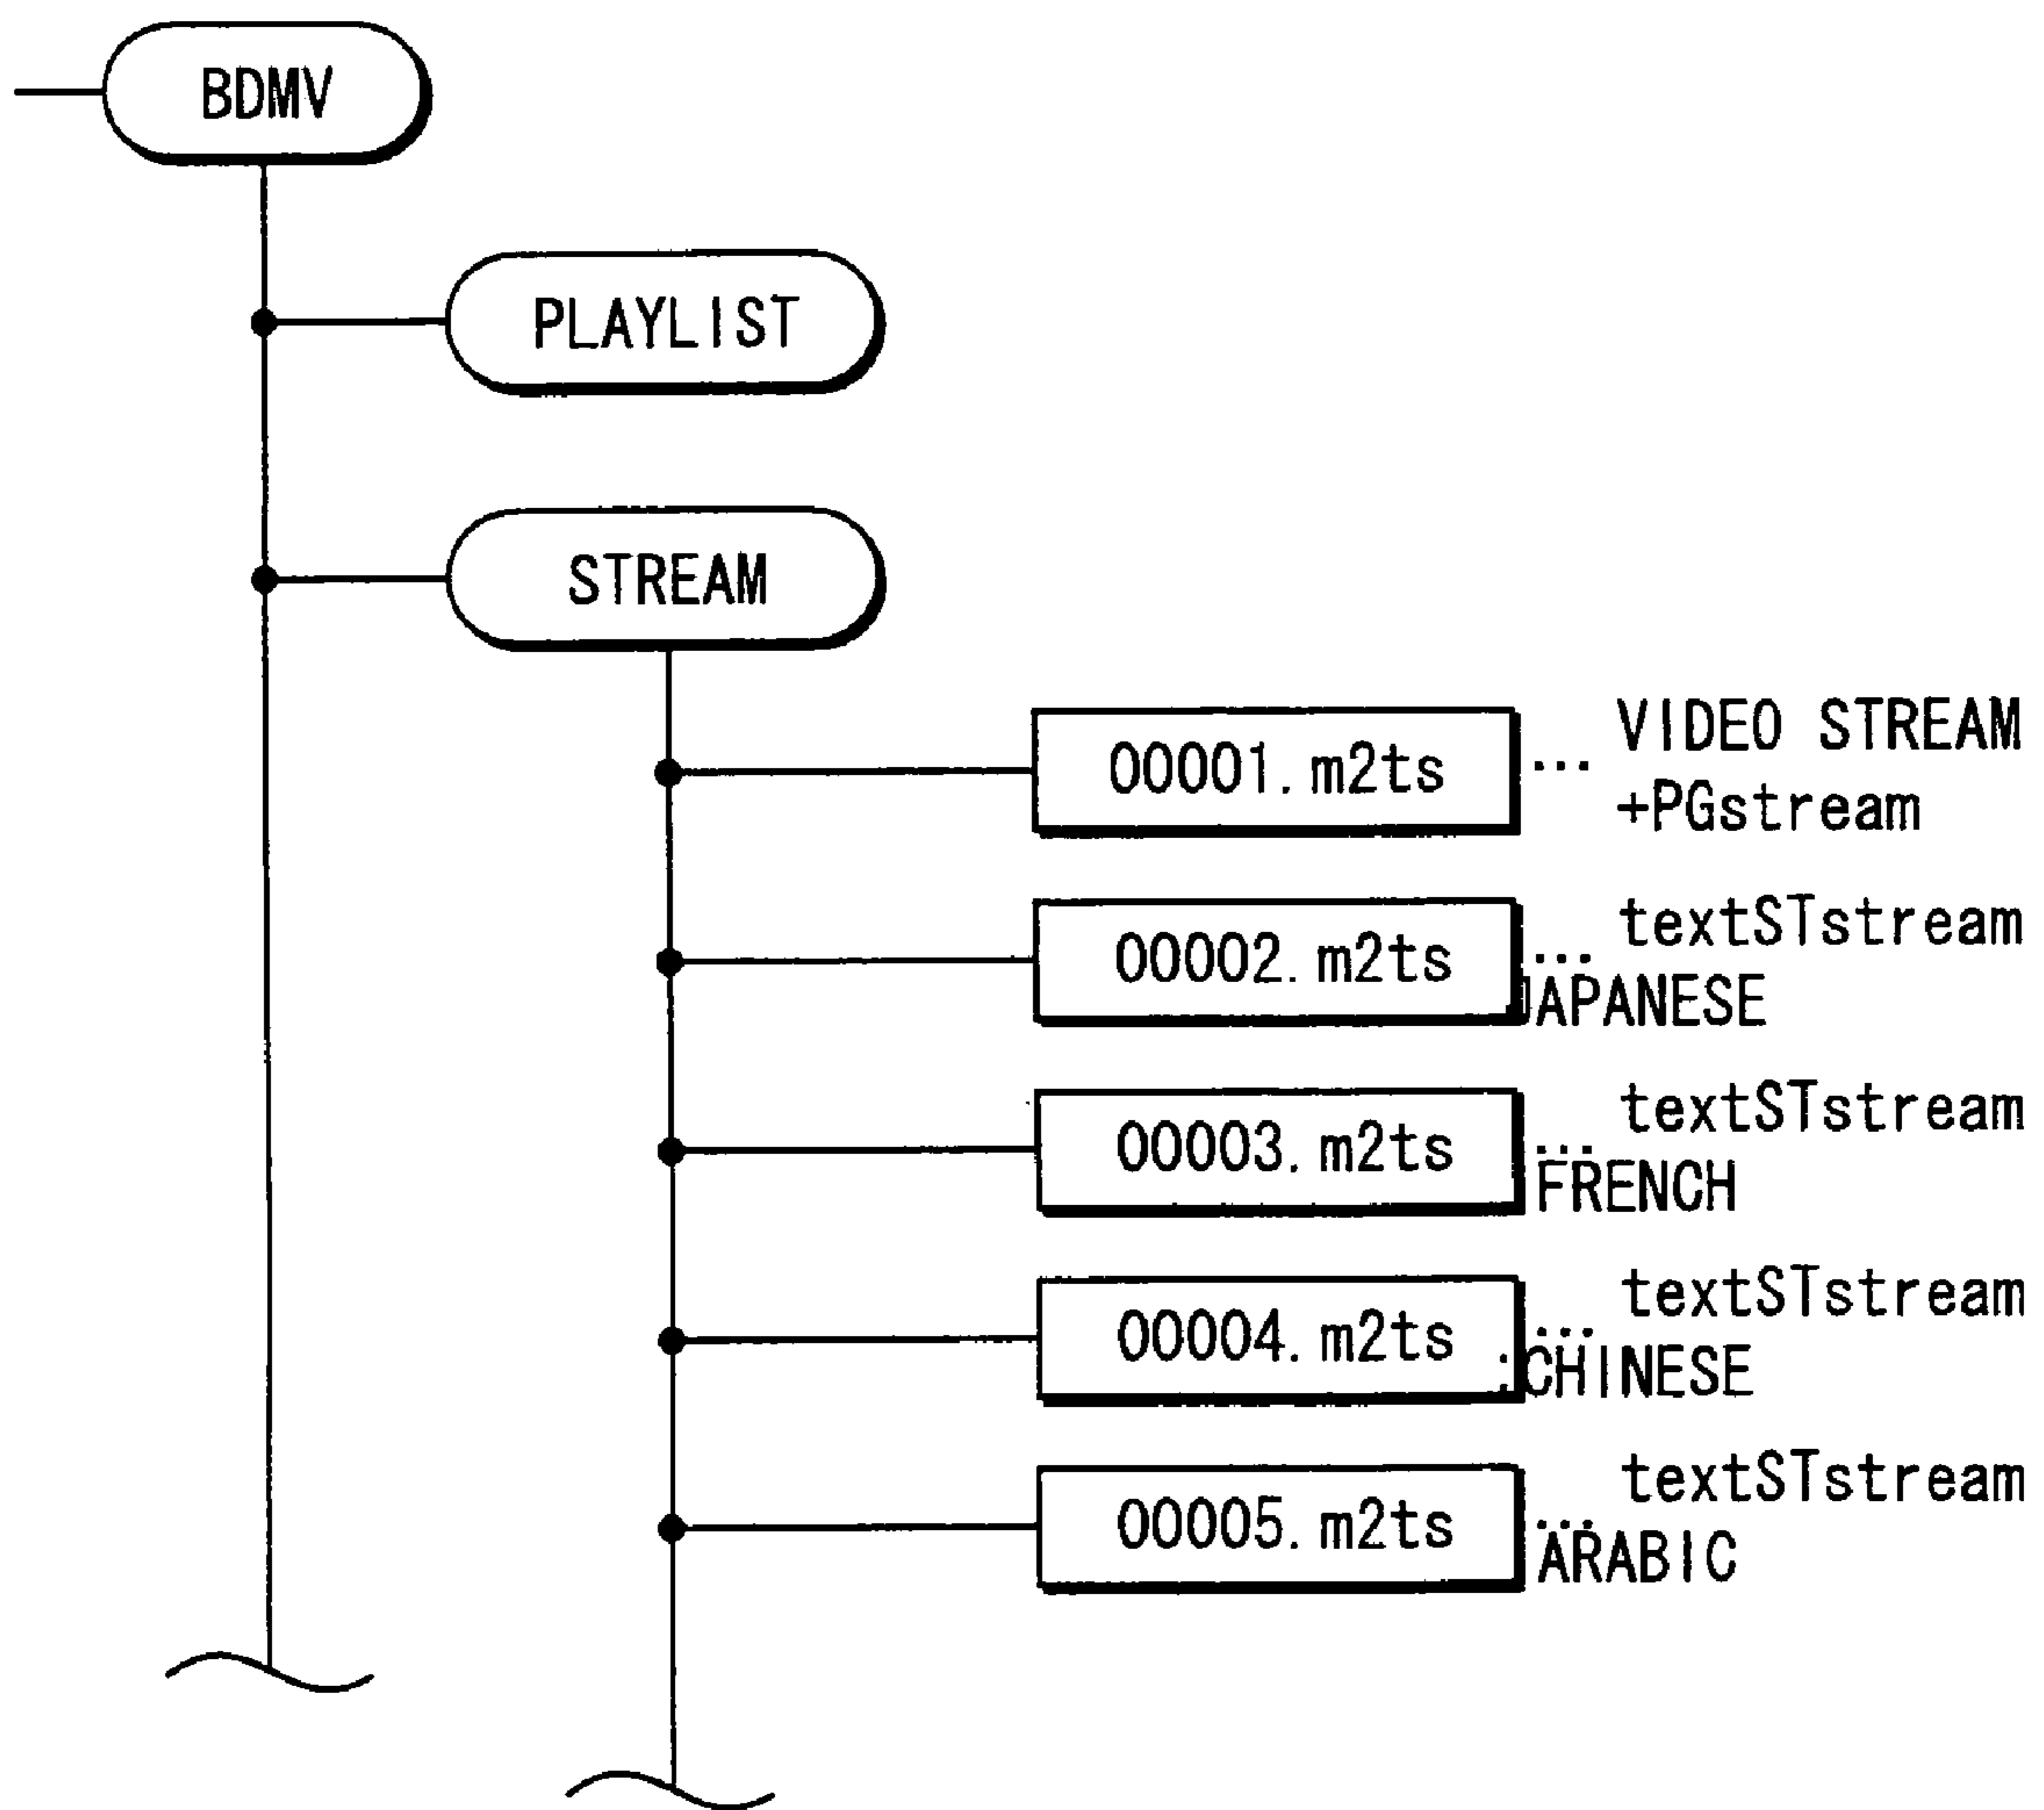 BDMV
PLAYLIST
STREAM
00001.m2ts ... VIDEO STREAM
+PGstream
00002.m2ts ... textSTstream
JAPANESE
00003.m2ts ... textSTstream
FRENCH
00004.m2ts ... textSTstream
:CHINESE
00005.m2ts ... textSTstream
ARABIC